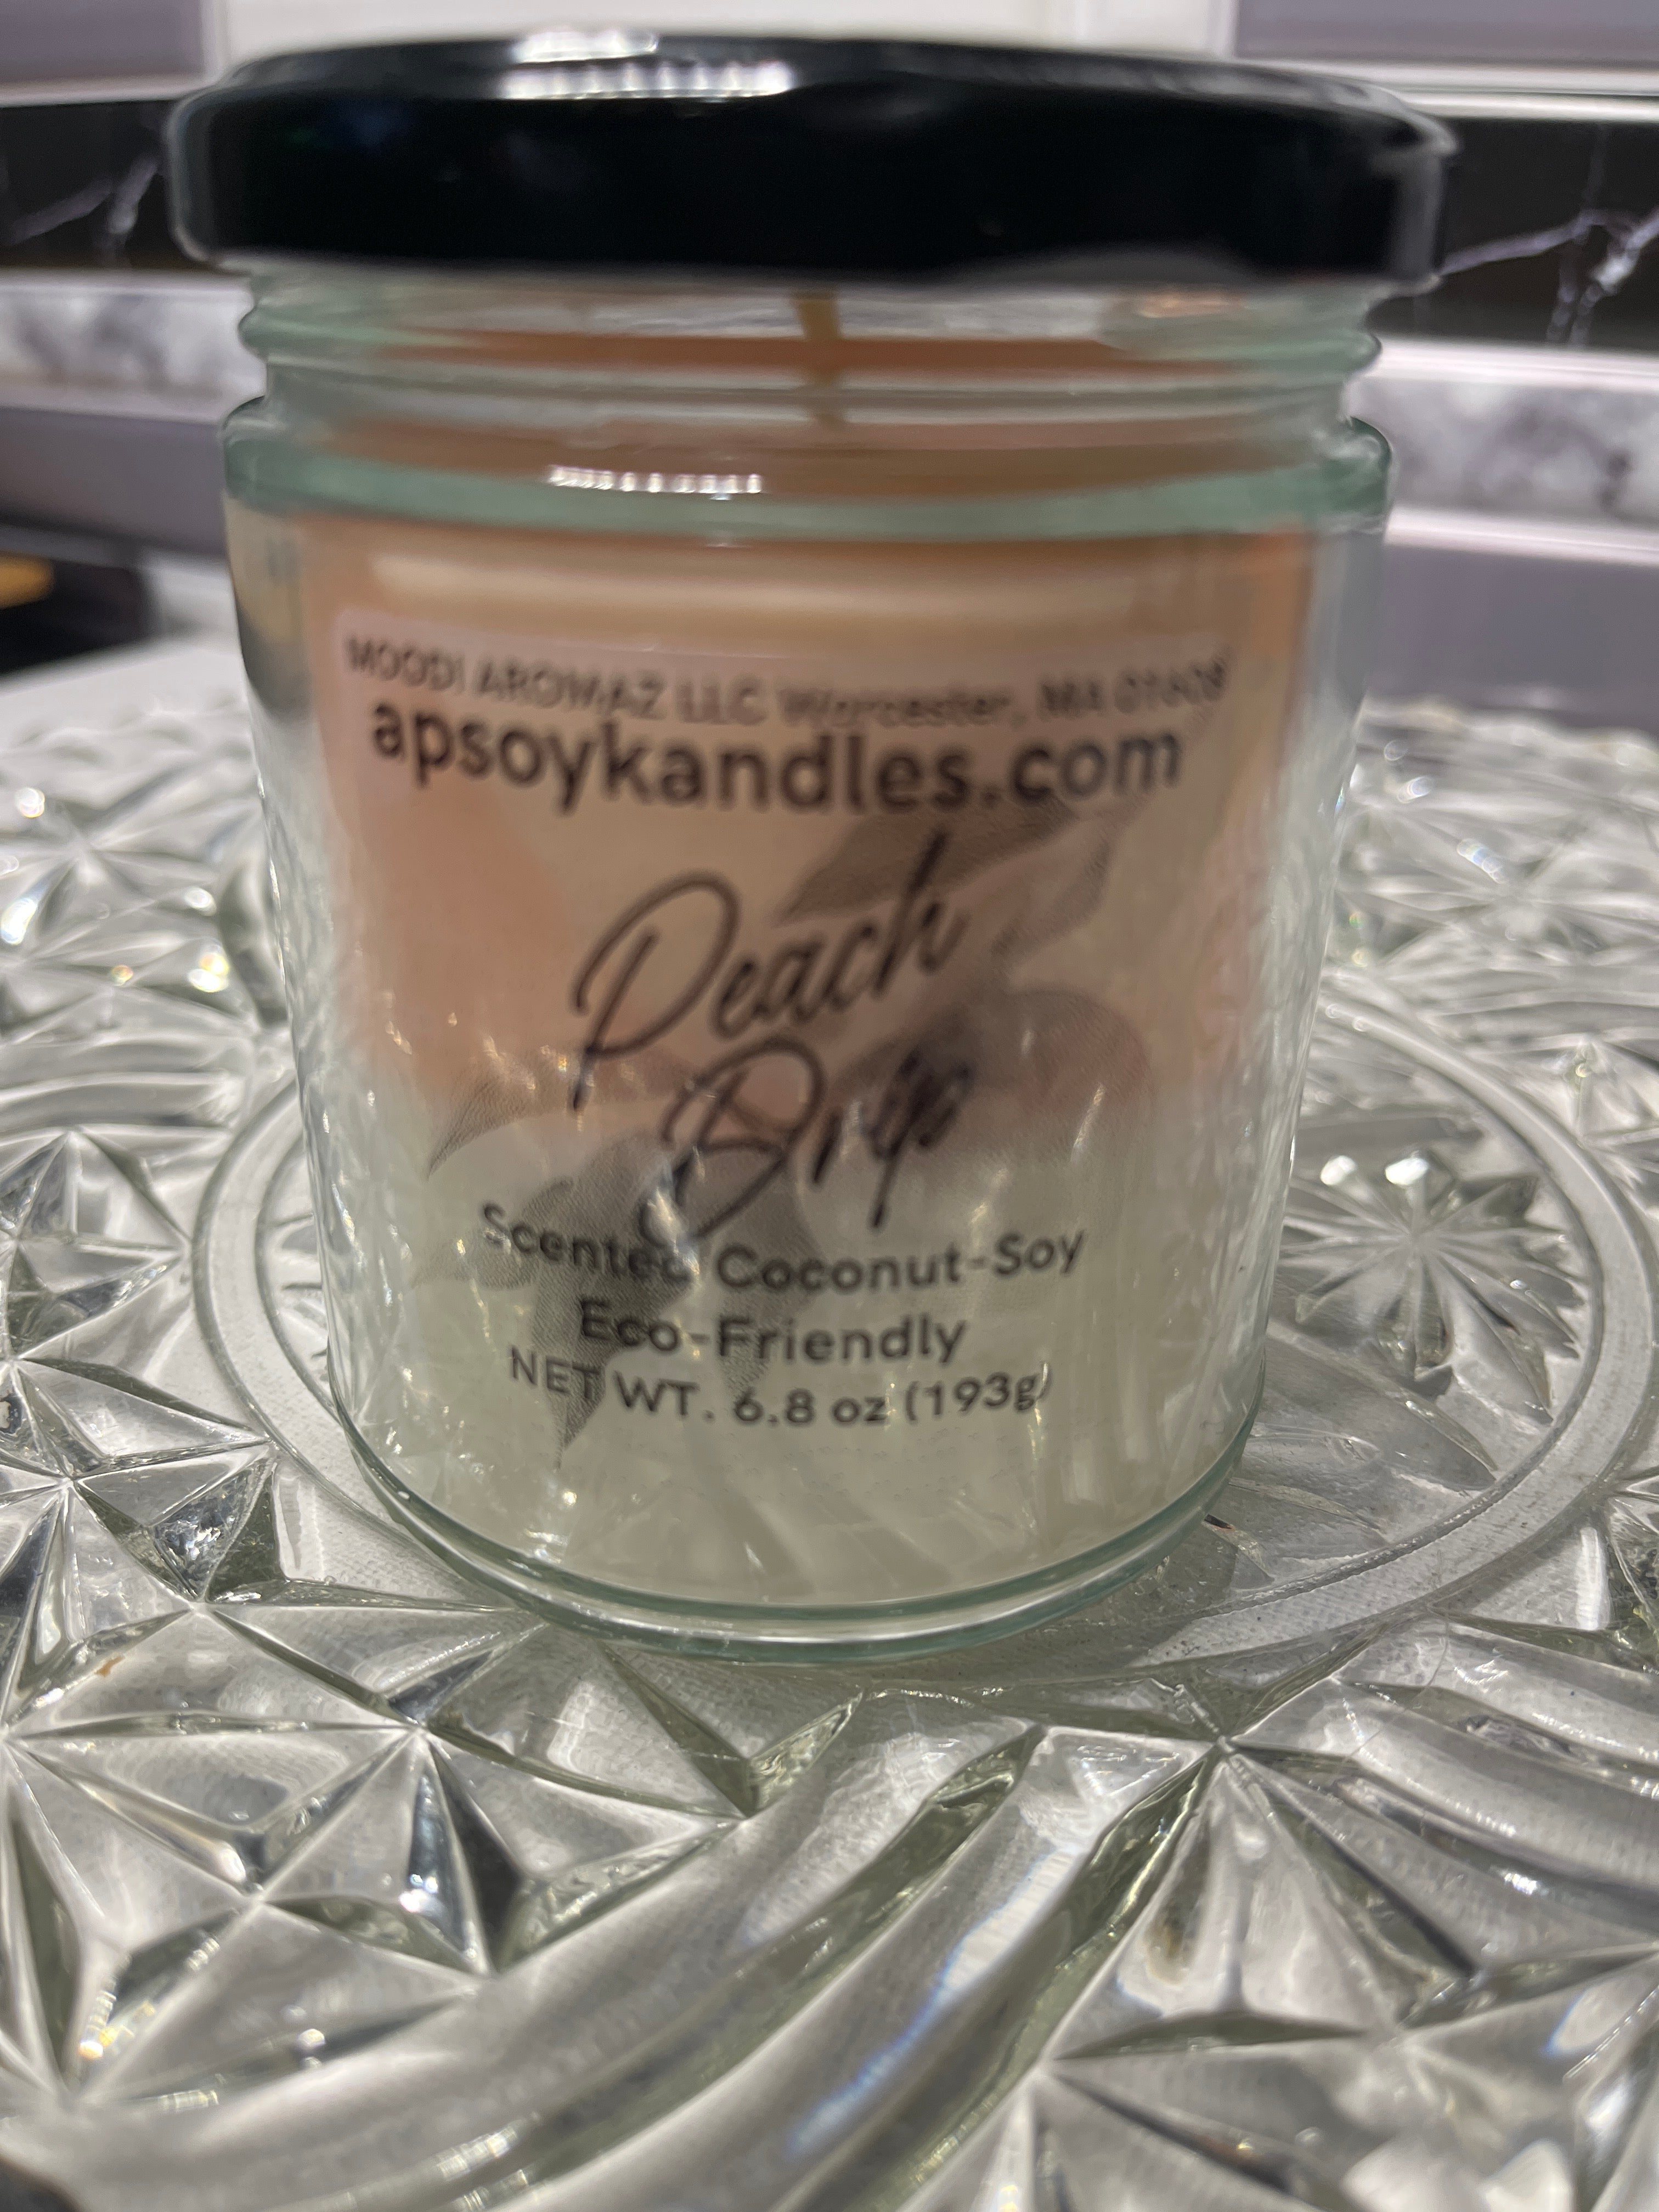 MOODI AROMAZ LLC Worcester, MA 01608
apsoykandles.com
Peach
Drip
Scented Coconut-Soy
Eco-Friendly
NET WT. 6.8 oz (193g)